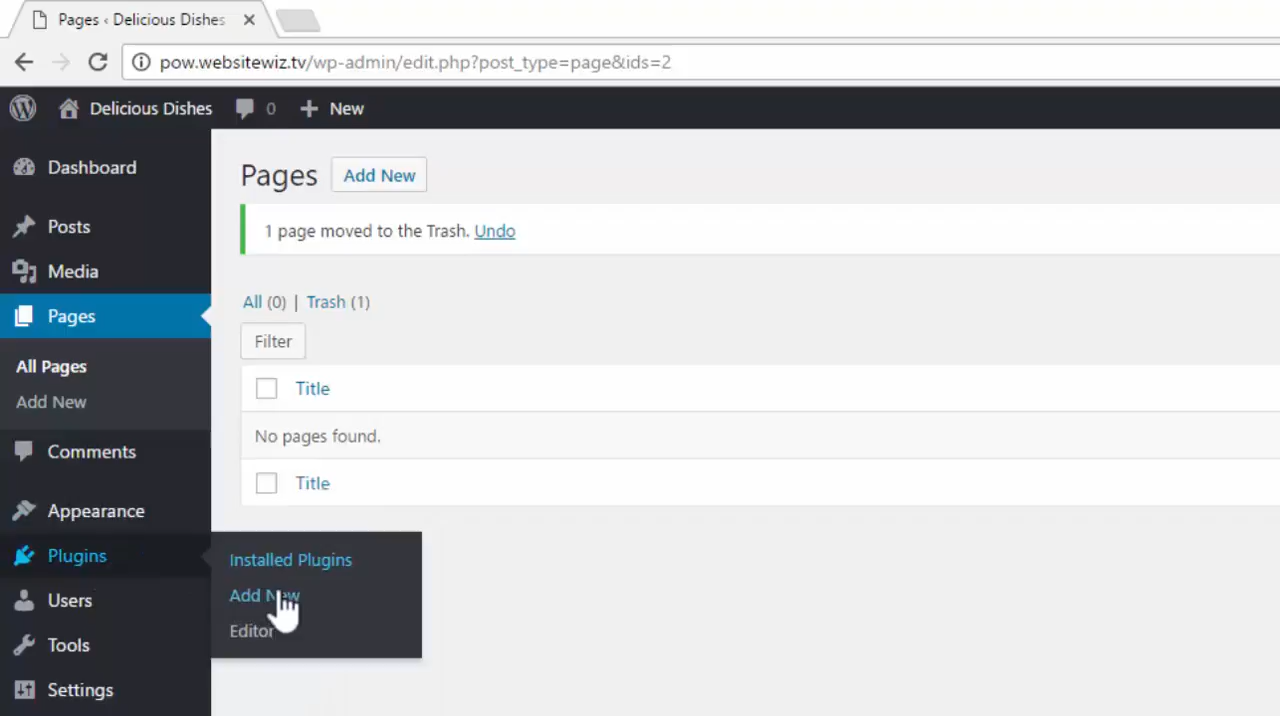 Pages ‹ Delicious Dishes
pow.websitewiz.tv/wp-admin/edit.php?post_type=page&ids=2
Delicious Dishes 0 New
Dashboard
Posts
Media
Pages
All Pages
Add New
Comments
Appearance
Plugins
Users
Tools
Settings
Pages Add New
1 page moved to the Trash. Undo
All (0) | Trash (1)
Filter
Title
No pages found.
Title
Installed Plugins
Add New
Editor